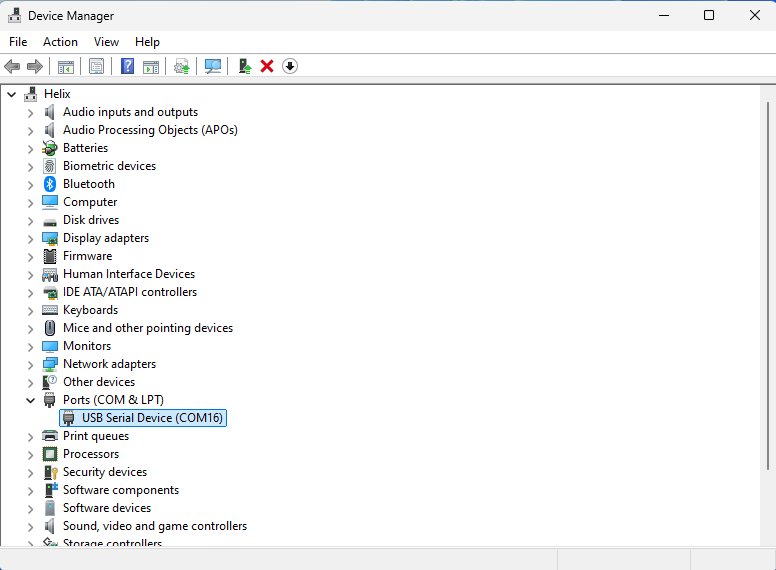 Device Manager
File Action View Help
Helix
Audio inputs and outputs
Audio Processing Objects (APOs)
Batteries
Biometric devices
Bluetooth
Computer
Disk drives
Display adapters
Firmware
Human Interface Devices
IDE ATA/ATAPI controllers
Keyboards
Mice and other pointing devices
Monitors
Network adapters
Other devices
Ports (COM & LPT)
USB Serial Device (COM16)
Print queues
Processors
Security devices
Software components
Software devices
Sound, video and game controllers
Storage controllers